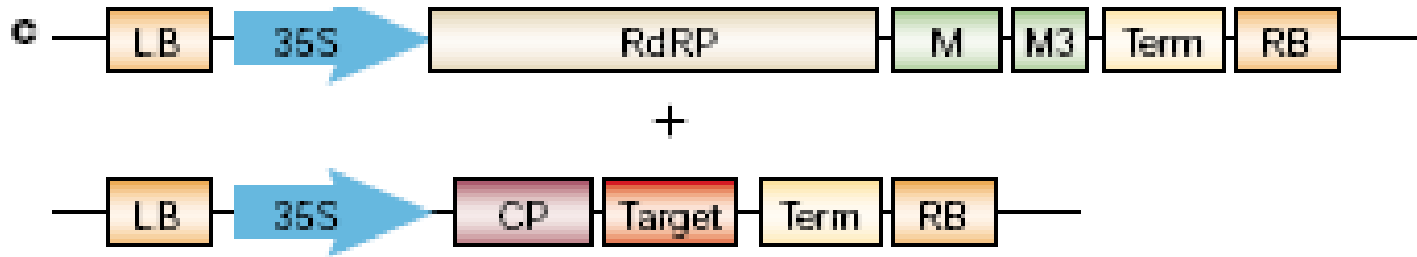 c LB 35S RdRP M M3 Term RB
+
LB 35S CP Target Term RB